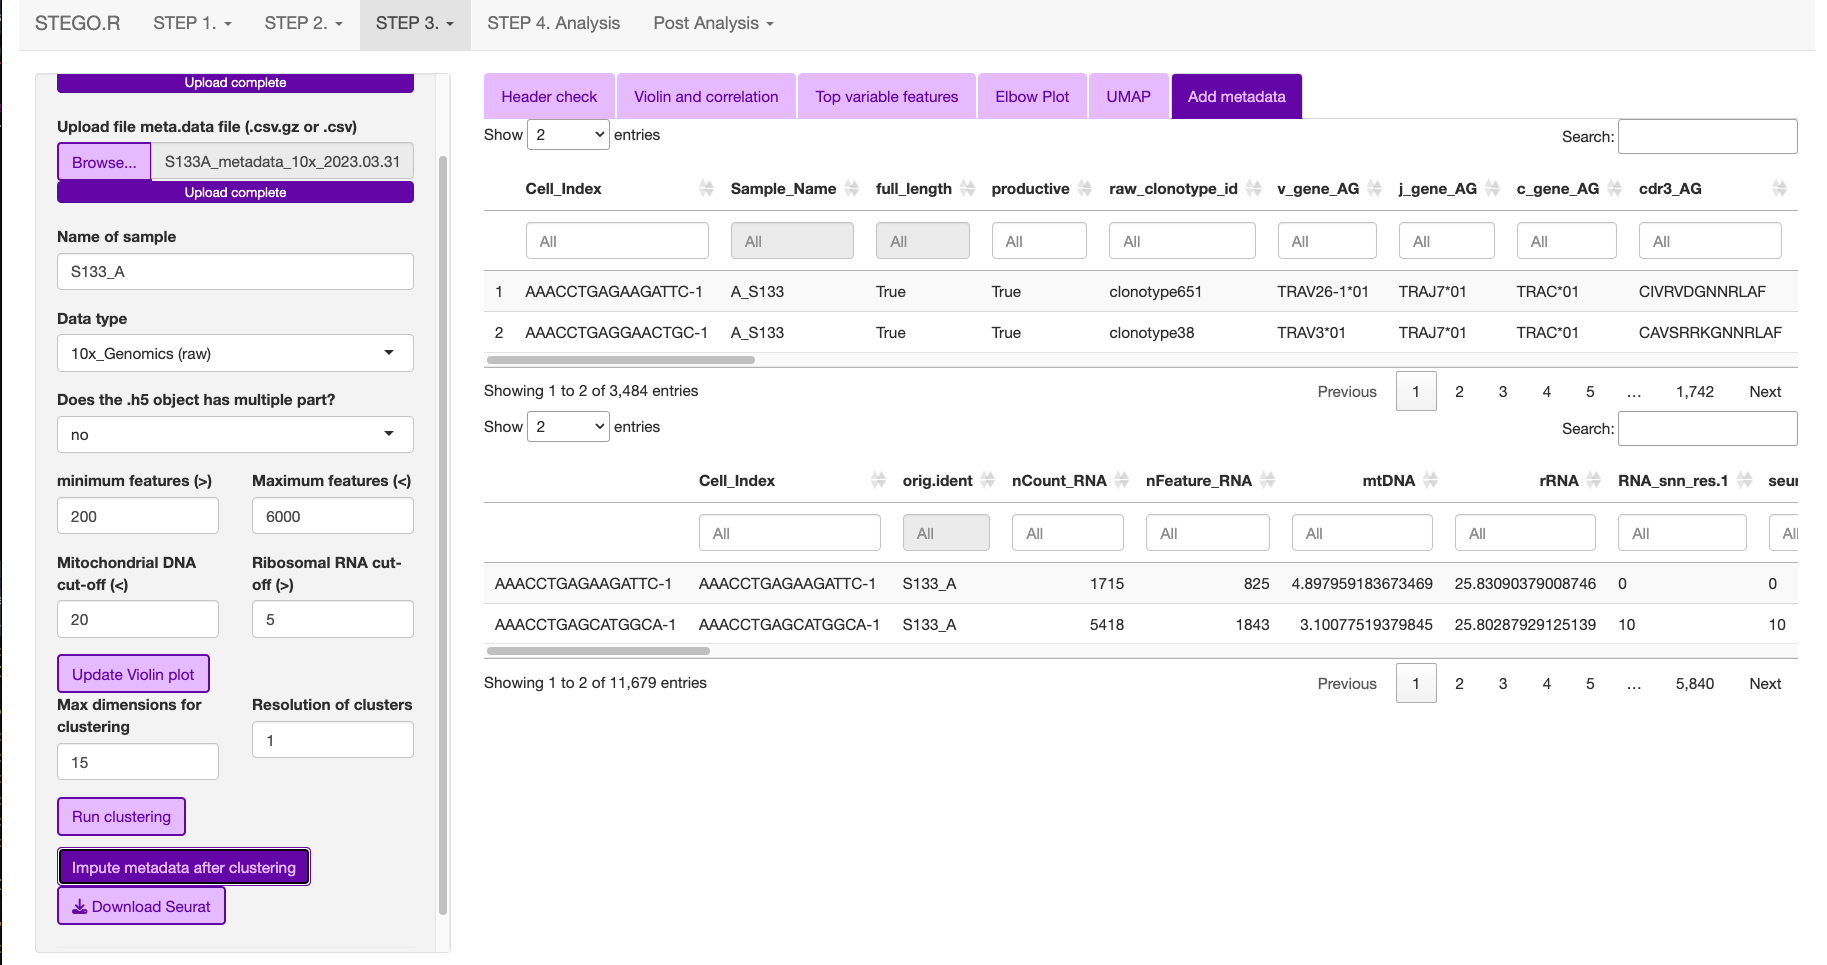 STEGO.R STEP 1. STEP 2. STEP 3. STEP 4. Analysis Post Analysis
Upload complete
Upload file meta.data file (.csv.gz or .csv)
Browse... S133A_metadata_10x_2023.03.31
Upload complete
Name of sample
S133_A
Data type
10x_Genomics (raw)
Does the .h5 object has multiple part?
no
minimum features (>) Maximum features (<)
200 6000
Mitochondrial DNA cut-off (<)
Ribosomal RNA cut-off (>)
20 5
Update Violin plot
Max dimensions for clustering
Resolution of clusters
15 1
Run clustering
Impute metadata after clustering
Download Seurat
Header check Violin and correlation Top variable features Elbow Plot UMAP Add metadata
Show 2 entries Search:
Cell_Index Sample_Name full_length productive raw_clonotype_id v_gene_AG j_gene_AG c_gene_AG cdr3_AG
All All All All All All All All All
1 AAACCTGAGAAGATTC-1 A_S133 True True clonotype651 TRAV26-1*01 TRAJ7*01 TRAC*01 CIVRVDGNNRLAF
2 AAACCTGAGGAACTGC-1 A_S133 True True clonotype38 TRAV3*01 TRAJ7*01 TRAC*01 CAVSRRKGNNRLAF
Showing 1 to 2 of 3,484 entries Previous 1 2 3 4 5 ... 1,742 Next
Show 2 entries Search:
Cell_Index orig.ident nCount_RNA nFeature_RNA mtDNA rRNA RNA_snn_res.1 seur
All All All All All All All All
AAACCTGAGAAGATTC-1 AAACCTGAGAAGATTC-1 S133_A 1715 825 4.897959183673469 25.83090379008746 0 0
AAACCTGAGCATGGCA-1 AAACCTGAGCATGGCA-1 S133_A 5418 1843 3.10077519379845 25.80287929125139 10 10
Showing 1 to 2 of 11,679 entries Previous 1 2 3 4 5 ... 5,840 Next